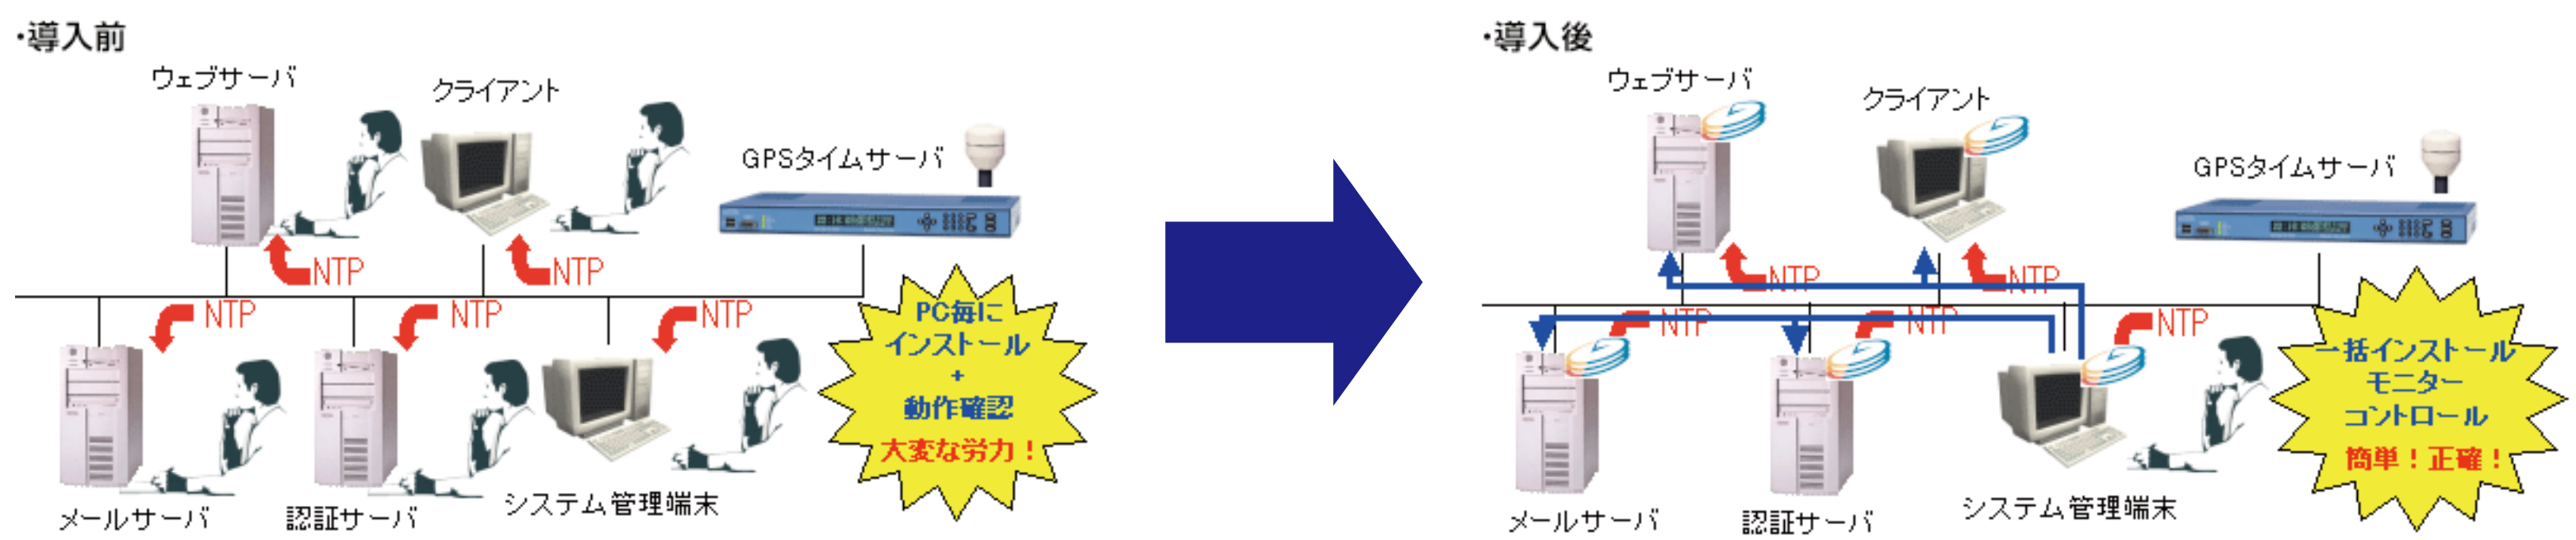 ・導入前
ウェブサーバ
クライアント
GPSタイムサーバ
NTP
NTP
NTP
NTP
NTP
PC毎に
インストール
+
動作確認
大変な労力！
メールサーバ
認証サーバ
システム管理端末
・導入後
ウェブサーバ
クライアント
GPSタイムサーバ
NTP
NTP
NTP
NTP
NTP
一括インストール
モニター
コントロール
簡単！正確！
メールサーバ
認証サーバ
システム管理端末